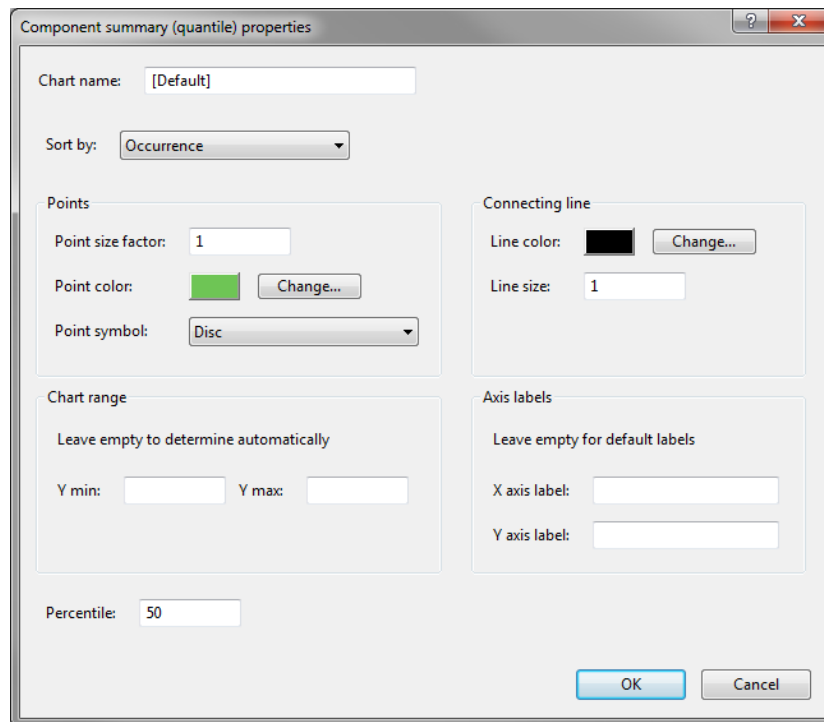 Component summary (quantile) properties
?
X
Chart name: [Default]
Sort by: Occurrence
Points
Point size factor: 1
Point color: Change...
Point symbol: Disc
Connecting line
Line color: Change...
Line size: 1
Chart range
Leave empty to determine automatically
Y min: Y max:
Axis labels
Leave empty for default labels
X axis label:
Y axis label:
Percentile: 50
OK Cancel